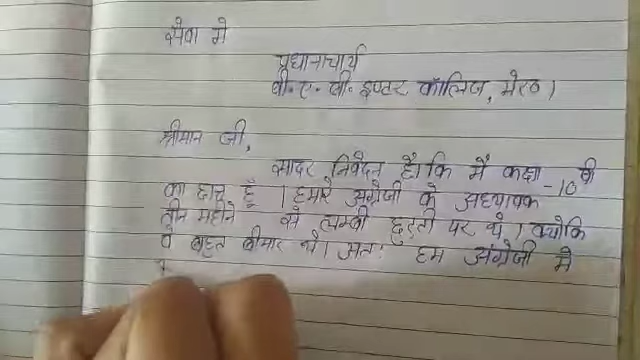 सेवा मे
प्रधानाचार्य
बी.ए.बी. इण्टर कॉलिज, मेरठ।
श्रीमान जी,
सादर निवेदन है। कि मैं कक्षा -10 वी
का छात्र हूँ । हमारे अंग्रेजी के अध्यापक
तीन महीने से लम्बी छुट्टी पर थे। क्योकि
वे बहुत बीमार थे। अतः हम अंग्रेजी मे